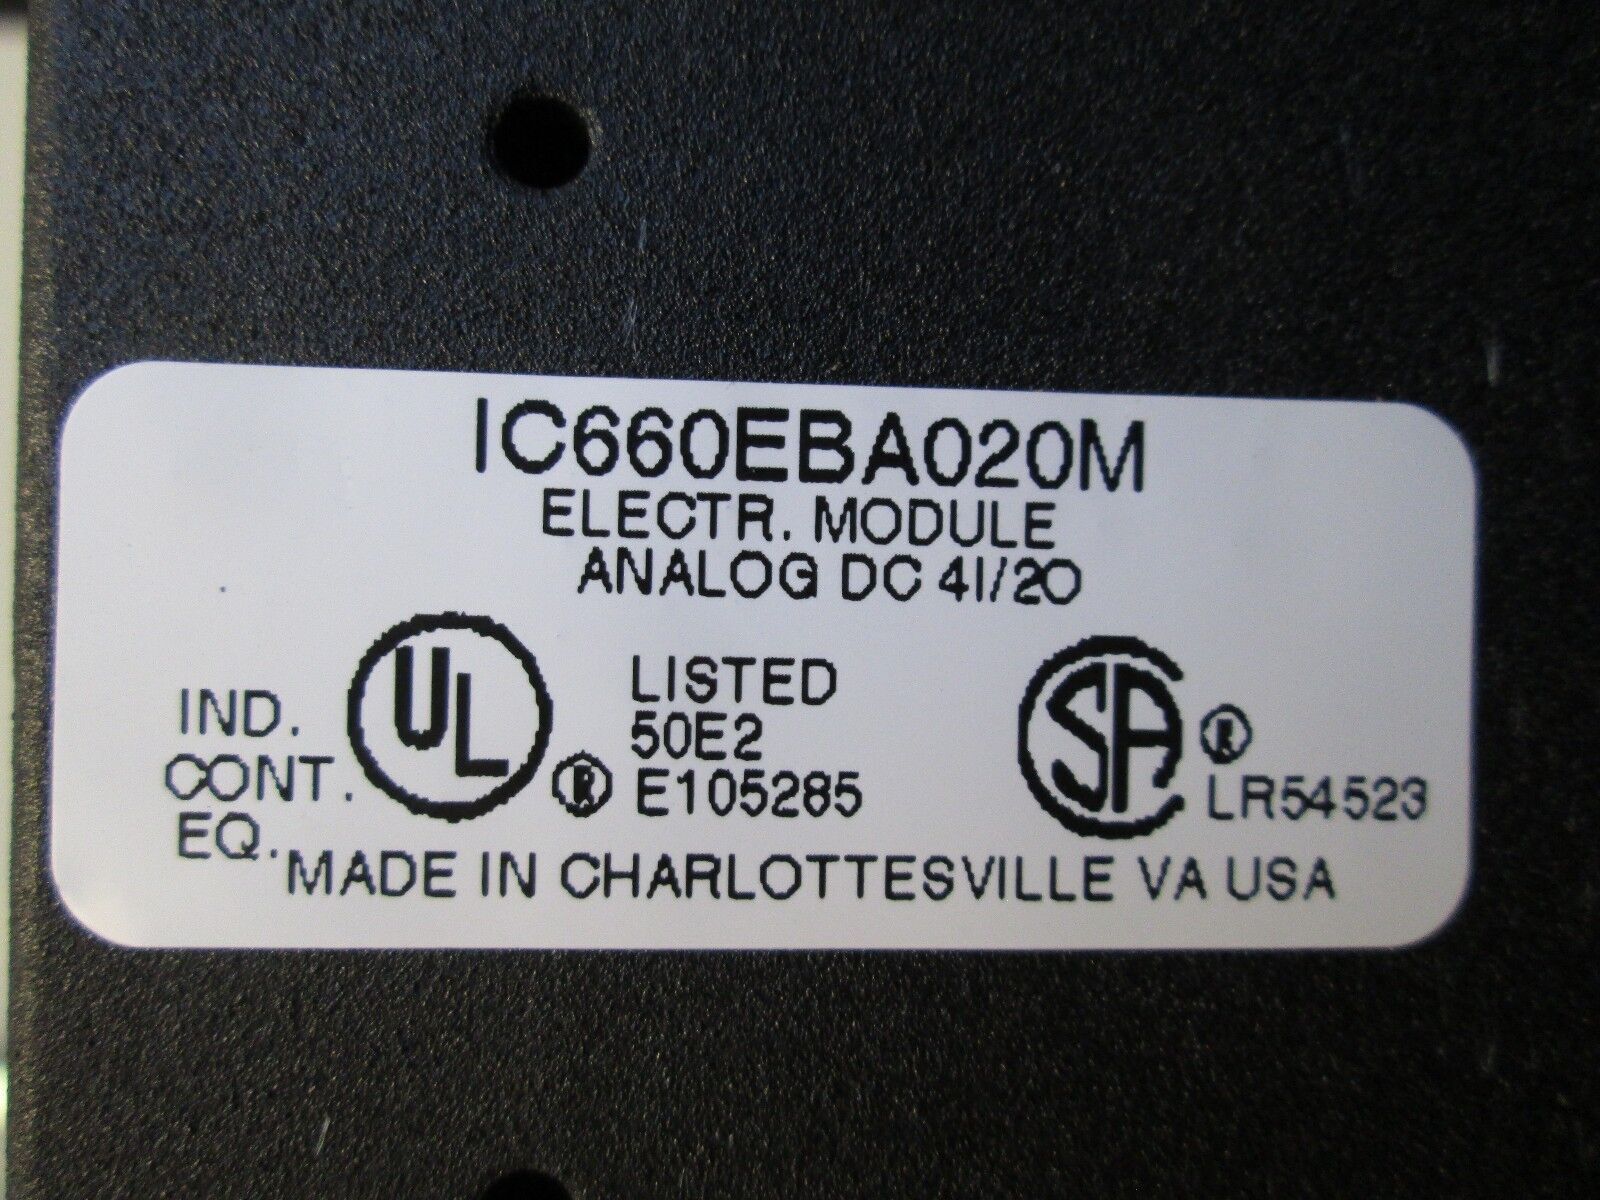 IC660EBA020M
ELECTR. MODULE
ANALOG DC 4I/2O
IND.
CONT.
EQ.
UL
®
LISTED
50E2
E105285
SA
®
LR54523
MADE IN CHARLOTTESVILLE VA USA